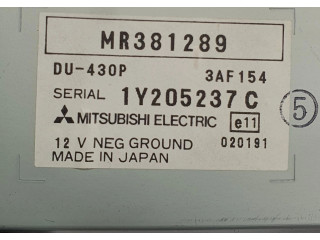 MR381289
DU-430P 3AF154
SERIAL 1Y205237C
MITSUBISHI ELECTRIC e11
12 V NEG GROUND 020191
MADE IN JAPAN
5